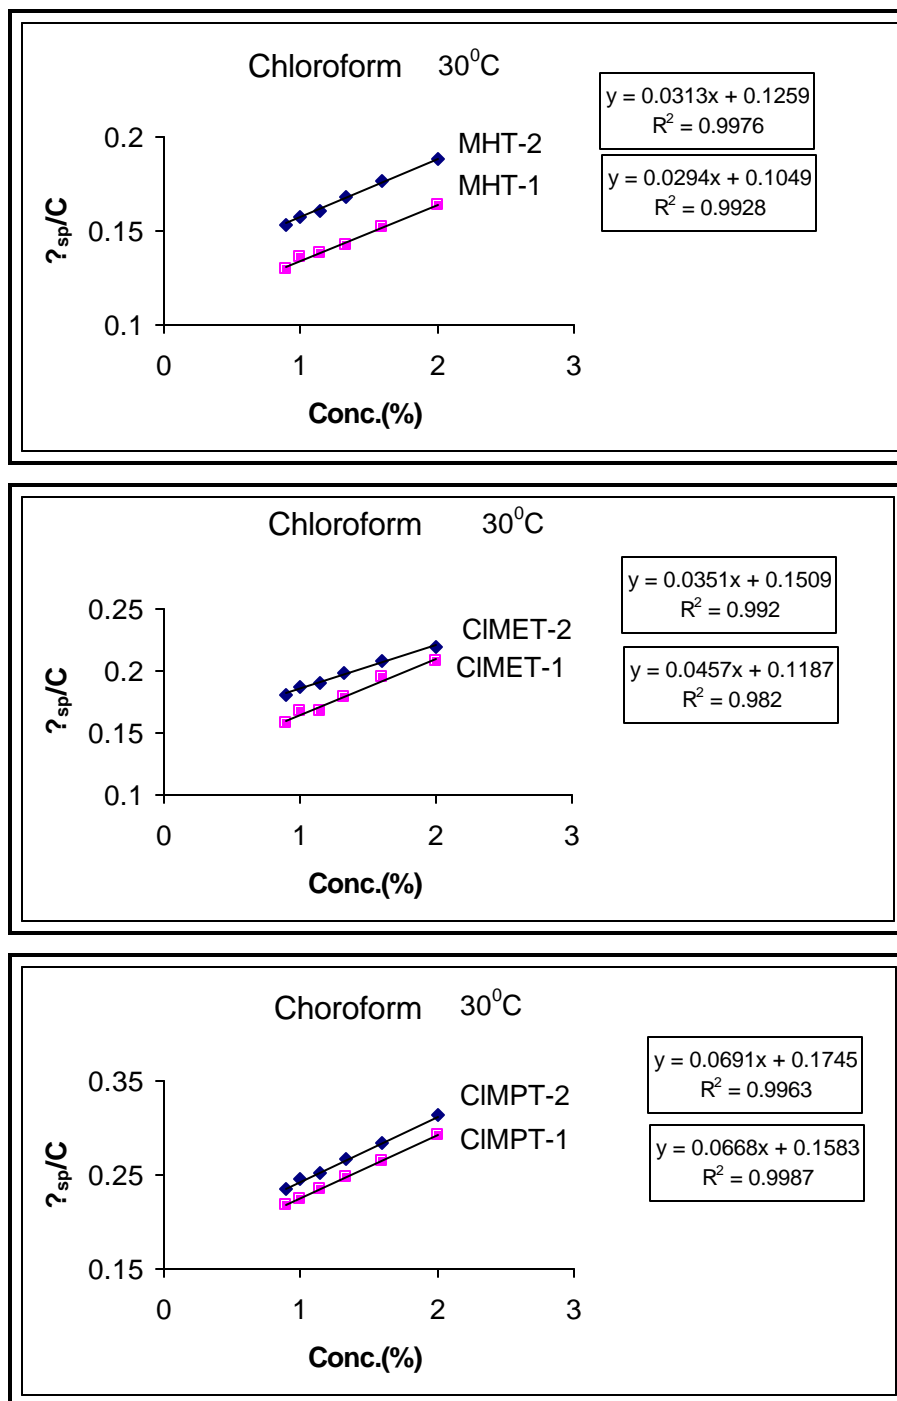 Chloroform 30⁰C
y = 0.0313x + 0.1259
R² = 0.9976
0.2
MHT-2
MHT-1
y = 0.0294x + 0.1049
R² = 0.9928
?sp/C
0.15
0.1
0 1 2 3
Conc.(%)
Chloroform 30⁰C
y = 0.0351x + 0.1509
R² = 0.992
0.25
ClMET-2
ClMET-1
y = 0.0457x + 0.1187
R² = 0.982
?sp/C
0.2
0.15
0.1
0 1 2 3
Conc.(%)
Choroform 30⁰C
y = 0.0691x + 0.1745
R² = 0.9963
0.35
ClMPT-2
ClMPT-1
y = 0.0668x + 0.1583
R² = 0.9987
?sp/C
0.25
0.15
0 1 2 3
Conc.(%)